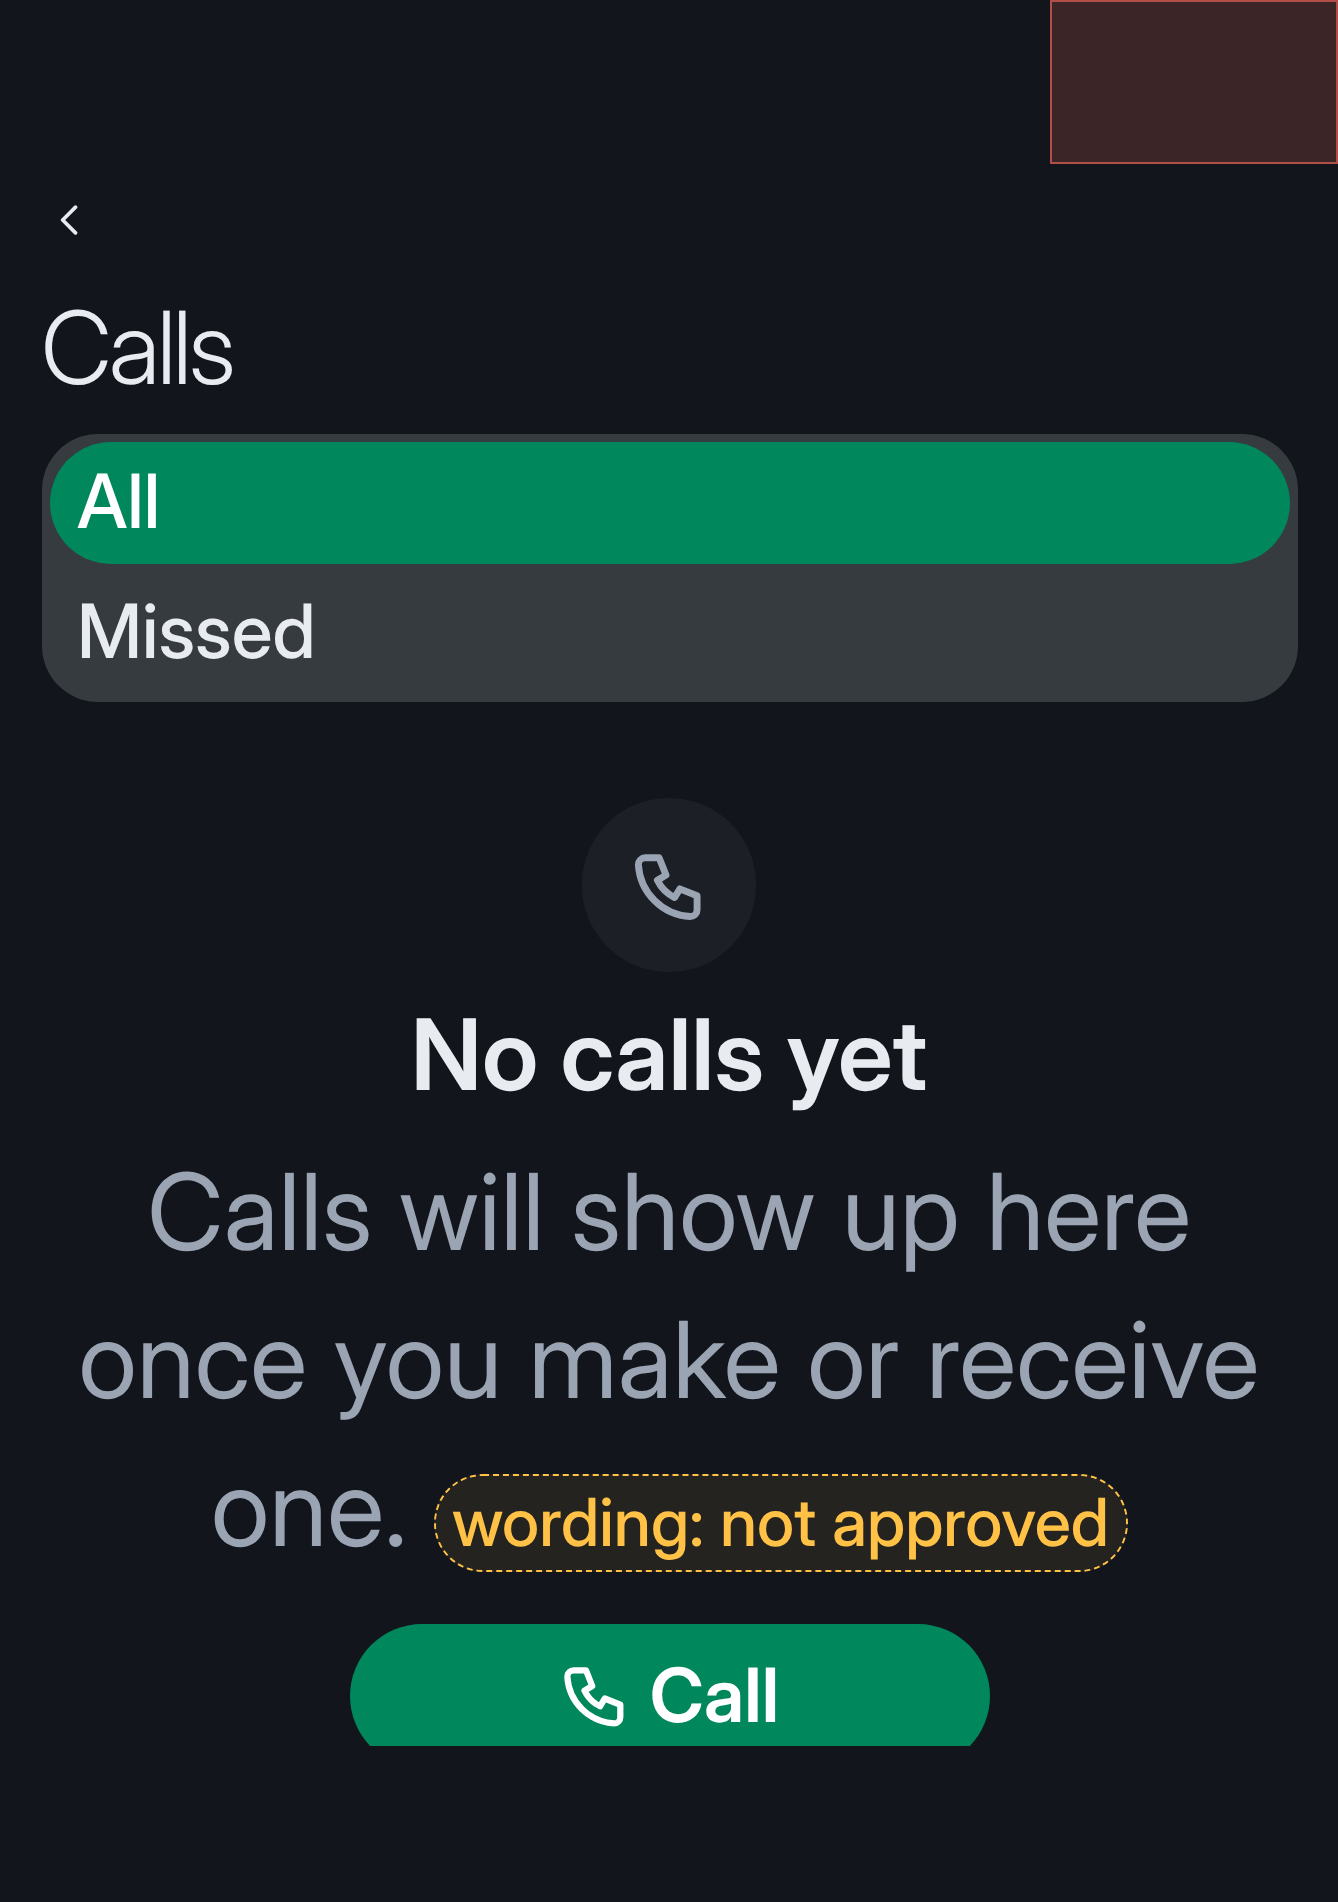 Calls
All
Missed
No calls yet
Calls will show up here
once you make or receive
one. wording: not approved
Call